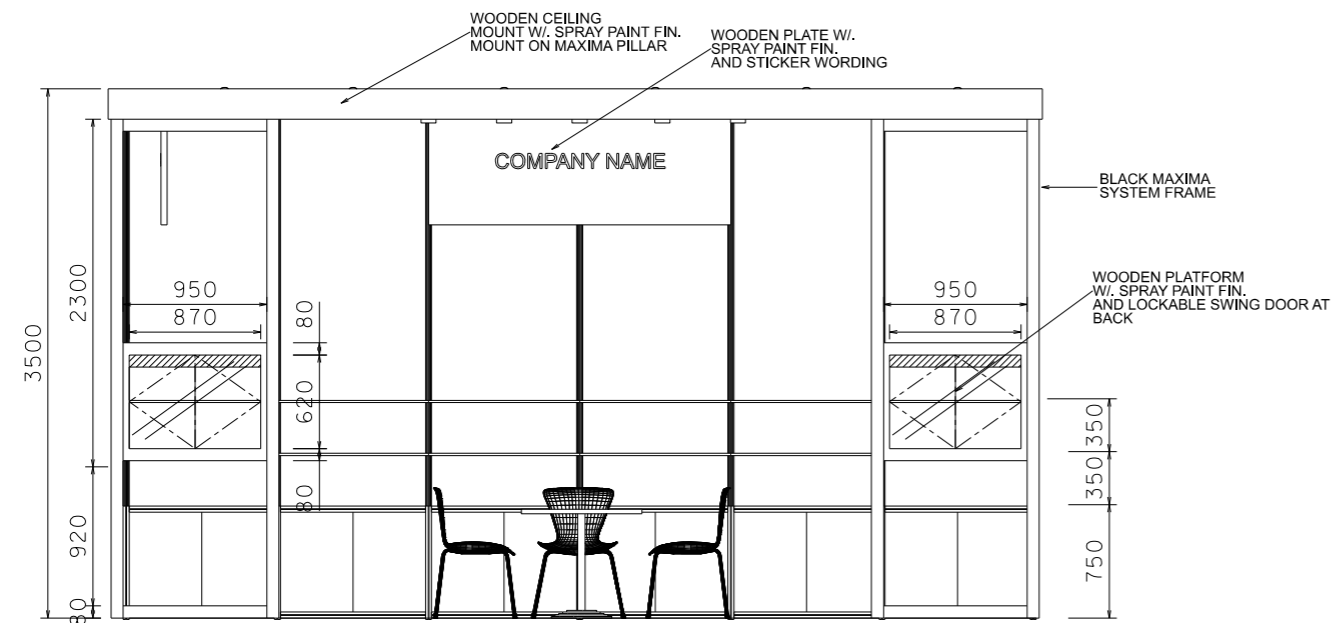 WOODEN CEILING
MOUNT W/. SPRAY PAINT FIN.
MOUNT ON MAXIMA PILLAR
WOODEN PLATE W/.
SPRAY PAINT FIN.
AND STICKER WORDING
COMPANY NAME
BLACK MAXIMA
SYSTEM FRAME
WOODEN PLATFORM
W/. SPRAY PAINT FIN.
AND LOCKABLE SWING DOOR AT
BACK
3500
2300
920
80
950
870
80
620
80
950
870
350
350
750